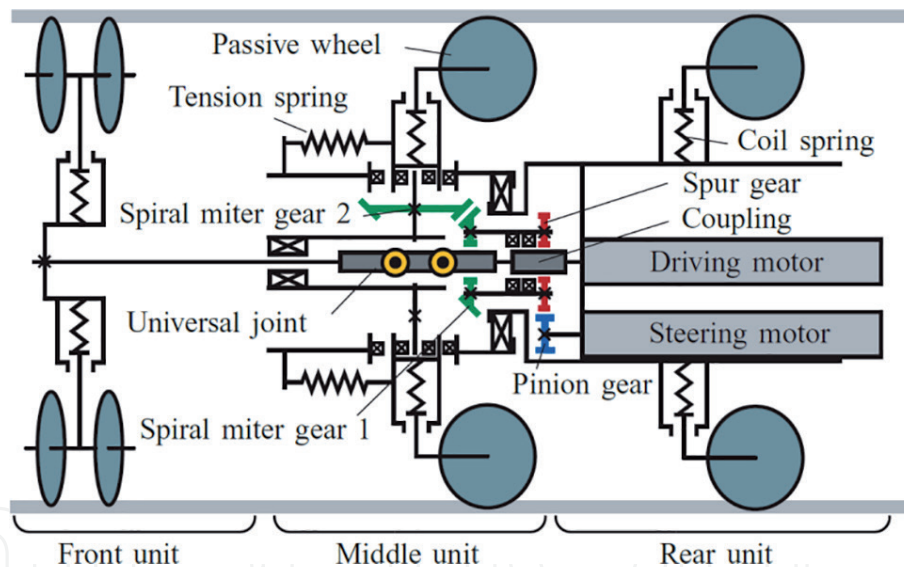 Passive wheel
Tension spring
Coil spring
Spur gear
Spiral miter gear 2
Coupling
Driving motor
Universal joint
Steering motor
Pinion gear
Spiral miter gear 1
Front unit
Middle unit
Rear unit